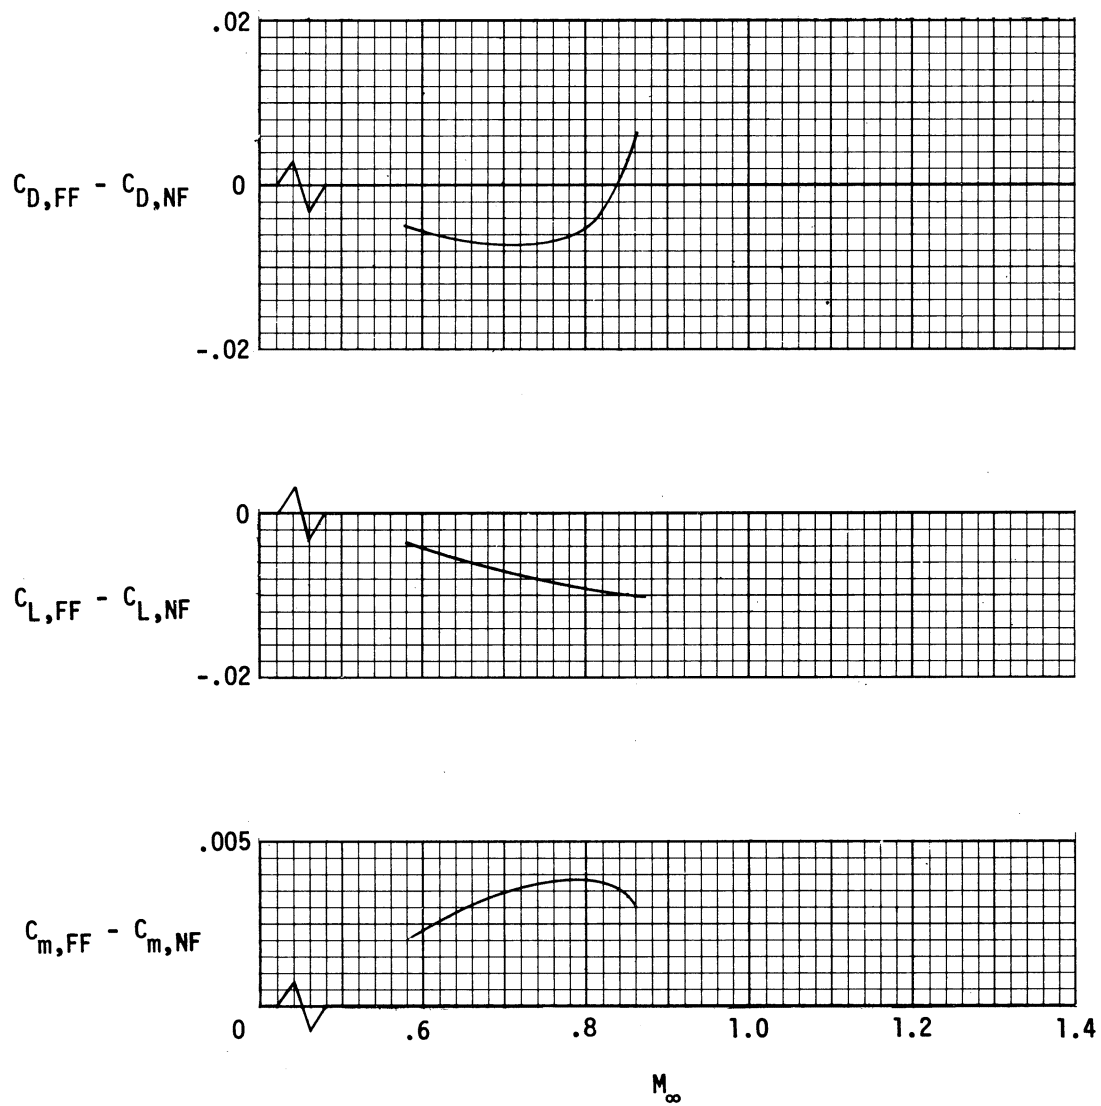 .02
C_D,FF - C_D,NF
0
-.02
0
C_L,FF - C_L,NF
-.02
.005
C_m,FF - C_m,NF
0 .6 .8 1.0 1.2 1.4
M_∞